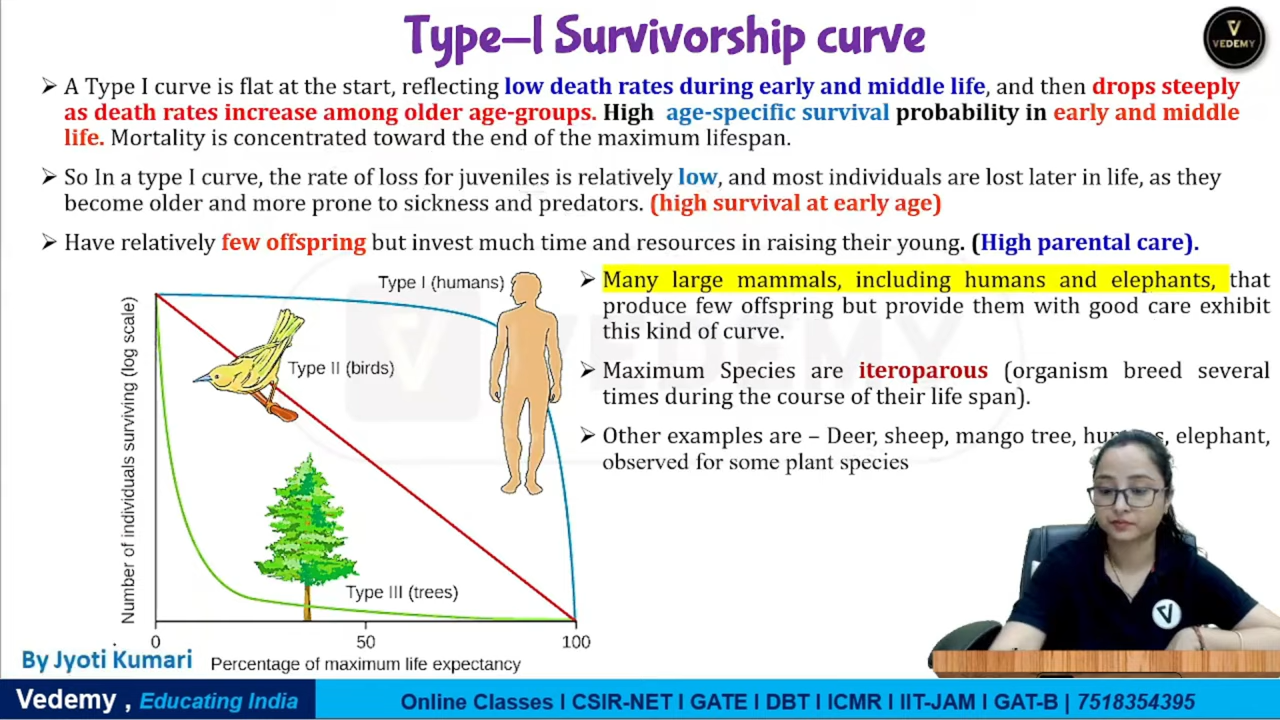 Type–I Survivorship curve
VEDEMY
➢ A Type I curve is flat at the start, reflecting low death rates during early and middle life, and then drops steeply
as death rates increase among older age-groups. High age-specific survival probability in early and middle
life. Mortality is concentrated toward the end of the maximum lifespan.
➢ So In a type I curve, the rate of loss for juveniles is relatively low, and most individuals are lost later in life, as they
become older and more prone to sickness and predators. (high survival at early age)
➢ Have relatively few offspring but invest much time and resources in raising their young. (High parental care).
➢ Many large mammals, including humans and elephants, that
produce few offspring but provide them with good care exhibit
this kind of curve.
➢ Maximum Species are iteroparous (organism breed several
times during the course of their life span).
➢ Other examples are – Deer, sheep, mango tree, elephant,
observed for some plant species
Number of individuals surviving (log scale)
Type I (humans)
Type II (birds)
Type III (trees)
0 50 100
Percentage of maximum life expectancy
VEDEMY
By Jyoti Kumari
Vedemy , Educating India
Online Classes I CSIR-NET I GATE I DBT I ICMR I IIT-JAM I GAT-B | 7518354395